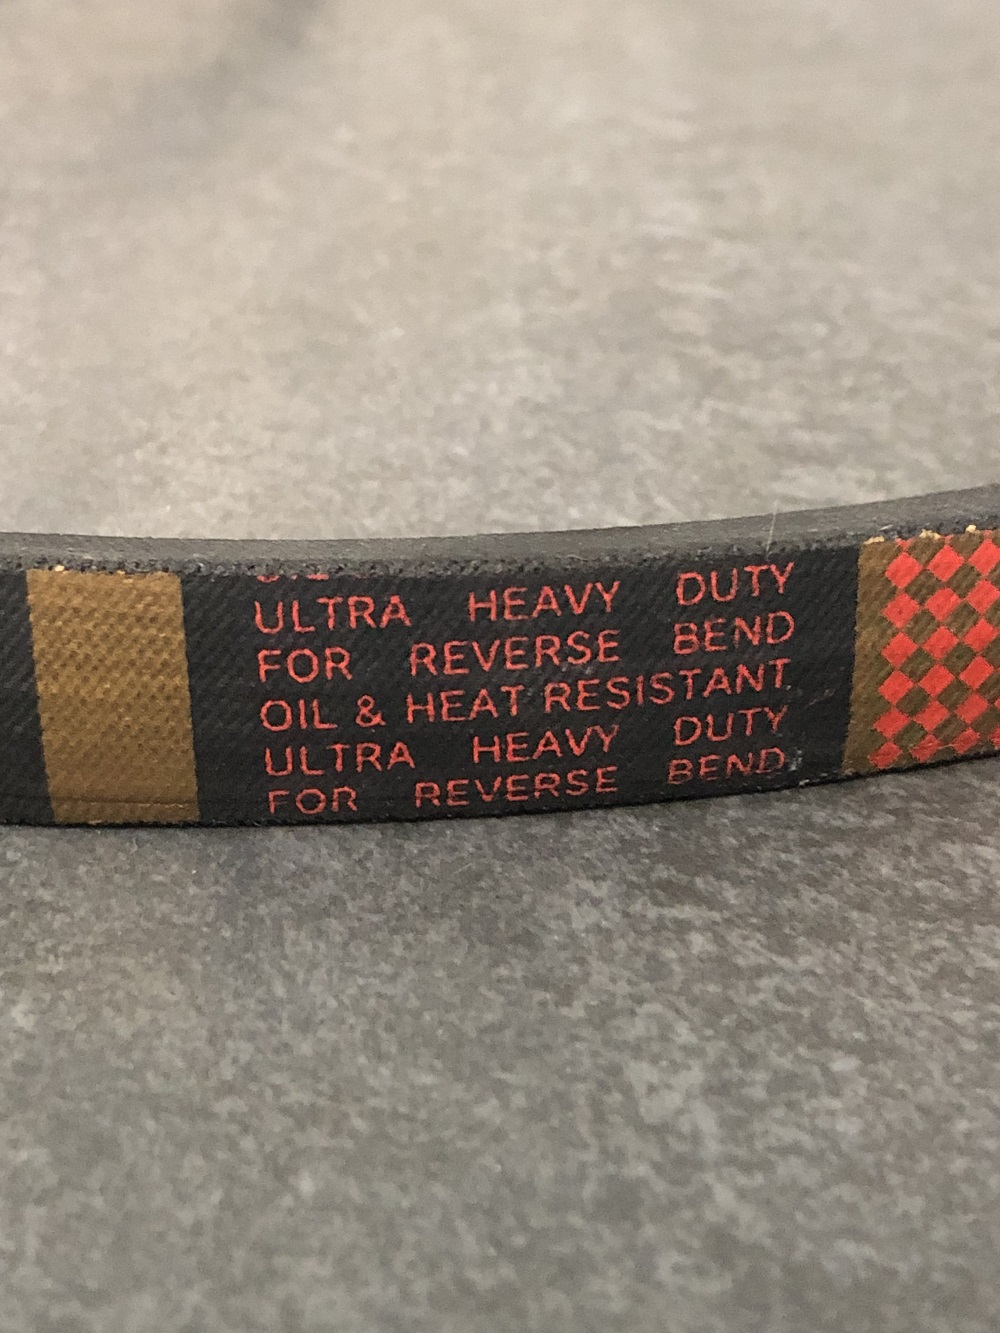 ULTRA HEAVY DUTY
FOR REVERSE BEND
OIL & HEAT RESISTANT
ULTRA HEAVY DUTY
FOR REVERSE BEND